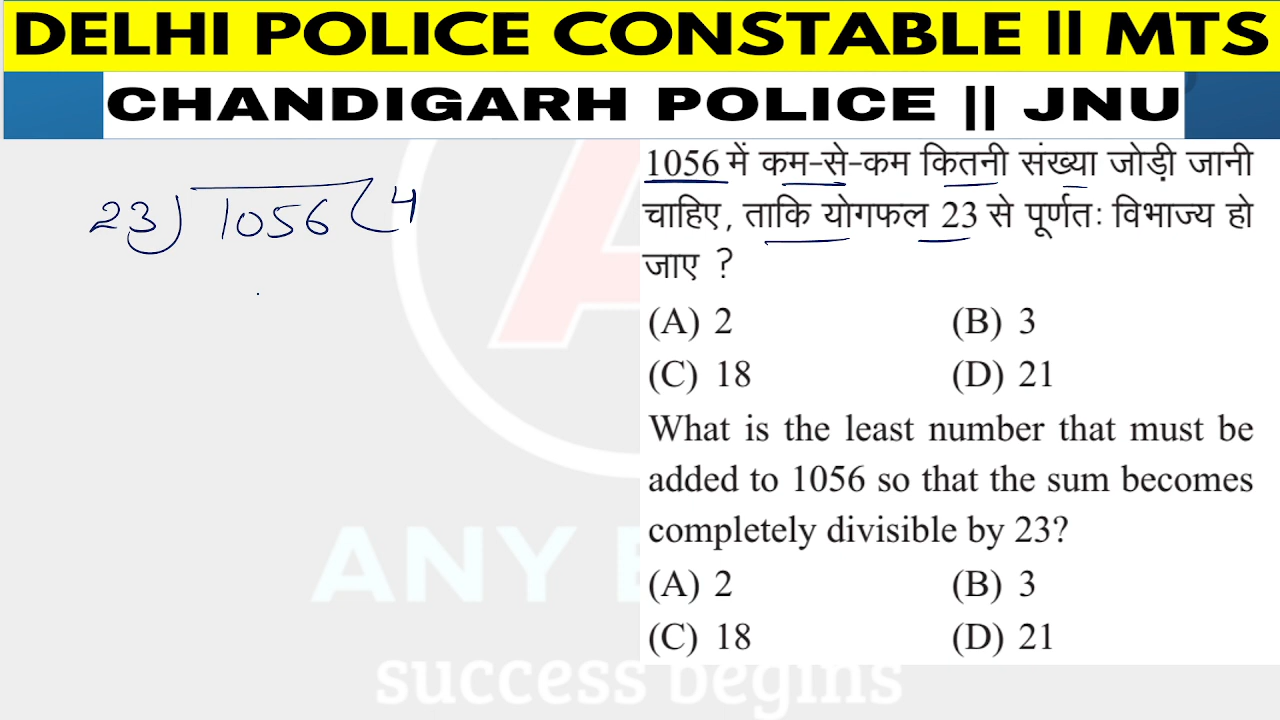 DELHI POLICE CONSTABLE || MTS
CHANDIGARH POLICE || JNU
23) 1056 ( 4
1056 में कम-से-कम कितनी संख्या जोड़ी जानी
चाहिए, ताकि योगफल 23 से पूर्णतः विभाज्य हो
जाए ?
(A) 2 (B) 3
(C) 18 (D) 21
What is the least number that must be
added to 1056 so that the sum becomes
completely divisible by 23?
(A) 2 (B) 3
(C) 18 (D) 21
ANY
success begins